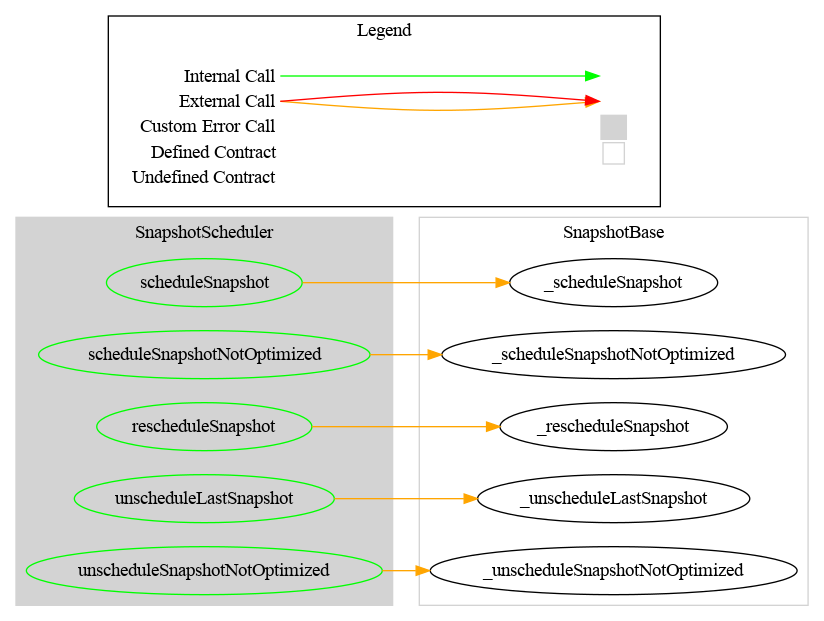 Legend
Internal Call
External Call
Custom Error Call
Defined Contract
Undefined Contract
SnapshotScheduler
scheduleSnapshot
scheduleSnapshotNotOptimized
rescheduleSnapshot
unscheduleLastSnapshot
unscheduleSnapshotNotOptimized
SnapshotBase
_scheduleSnapshot
_scheduleSnapshotNotOptimized
_rescheduleSnapshot
_unscheduleLastSnapshot
_unscheduleSnapshotNotOptimized